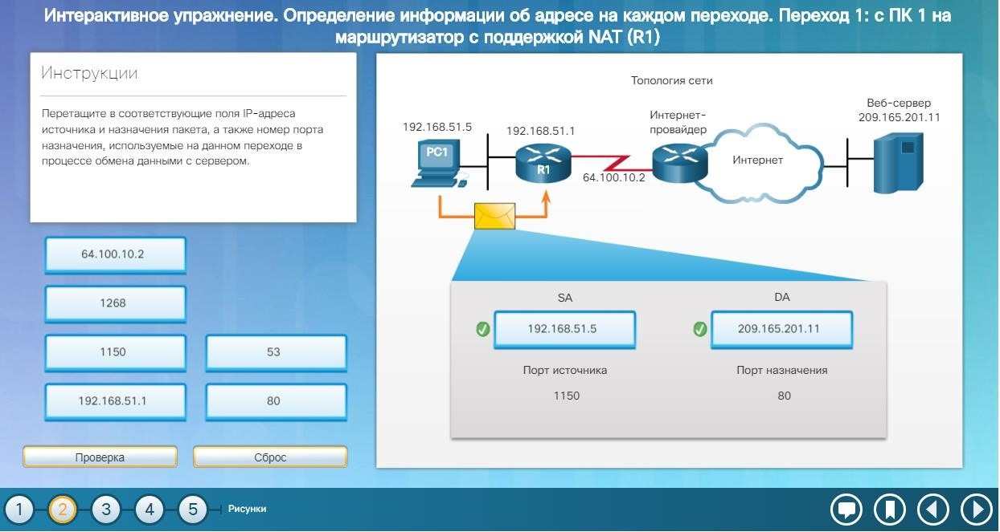 Интерактивное упражнение. Определение информации об адресе на каждом переходе. Переход 1: с ПК 1 на
маршрутизатор с поддержкой NAT (R1)
Инструкции
Перетащите в соответствующие поля IP-адреса
источника и назначения пакета, а также номер порта
назначения, используемые на данном переходе в
процессе обмена данными с сервером.
64.100.10.2
1268
1150
53
192.168.51.1
80
Проверка
Сброс
Топология сети
Веб-сервер
209.165.201.11
Интернет-
провайдер
192.168.51.5
192.168.51.1
PC1
R1
64.100.10.2
Интернет
SA
DA
192.168.51.5
209.165.201.11
Порт источника
Порт назначения
1150
80
1
2
3
4
5
Рисунки